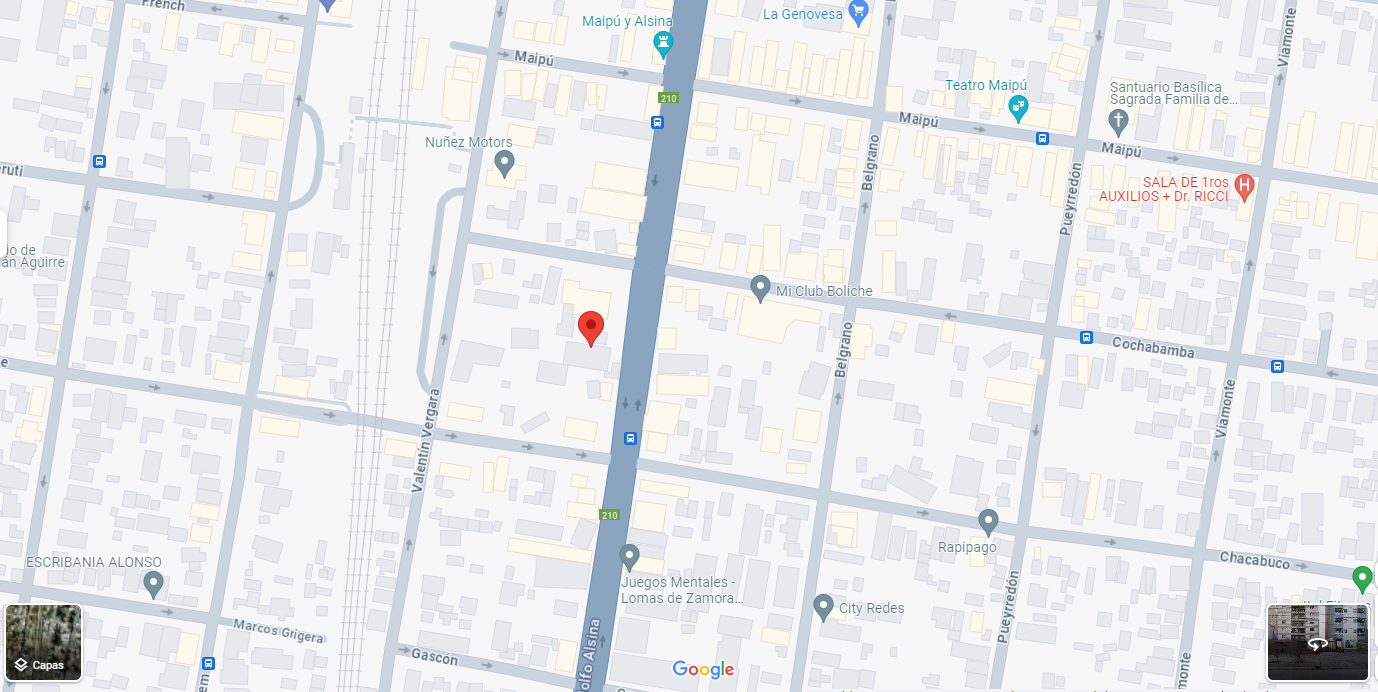 French
Maipú y Alsina
La Genovesa
Viamonte
Maipú
210
Teatro Maipú
Santuario Basílica
Sagrada Familia de...
Maipú
Nuñez Motors
Belgrano
Maipú
Pueyrredón
SALA DE 1ros
AUXILIOS + Dr. RICCI
H
Mi Club Boliche
Belgrano
Cochabamba
Viamonte
Valentín Vergara
210
Rapipago
ESCRIBANIA ALONSO
Chacabuco
Juegos Mentales -
Lomas de Zamora...
City Redes
Pueyrredón
Marcos Grigera
Gascón
Capas
Google